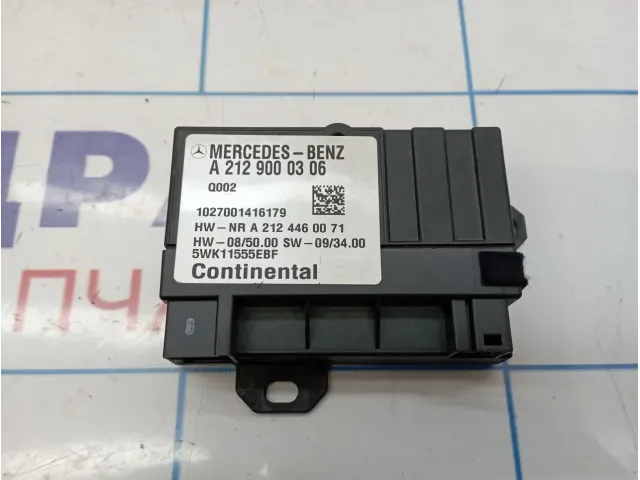 MERCEDES-BENZ
A 212 900 03 06
Q002
1027001416179
HW-NR A 212 446 00 71
HW-08/50.00 SW-09/34.00
5WK11555EBF
Continental